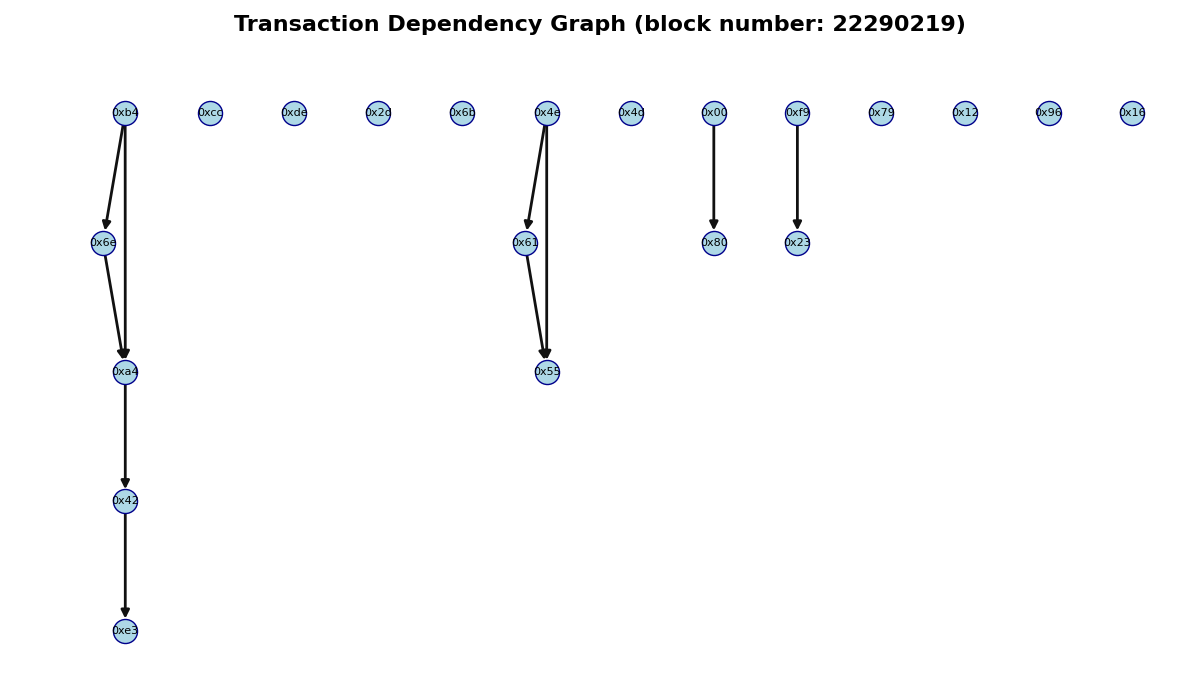 Transaction Dependency Graph (block number: 22290219)
0xb4 0xcc 0xde 0x2d 0x6b 0x4e 0x4d 0x00 0xf9 0x79 0x12 0x96 0x16
0x6e 0x61 0x80 0x23
0xa4 0x55
0x42
0xe3